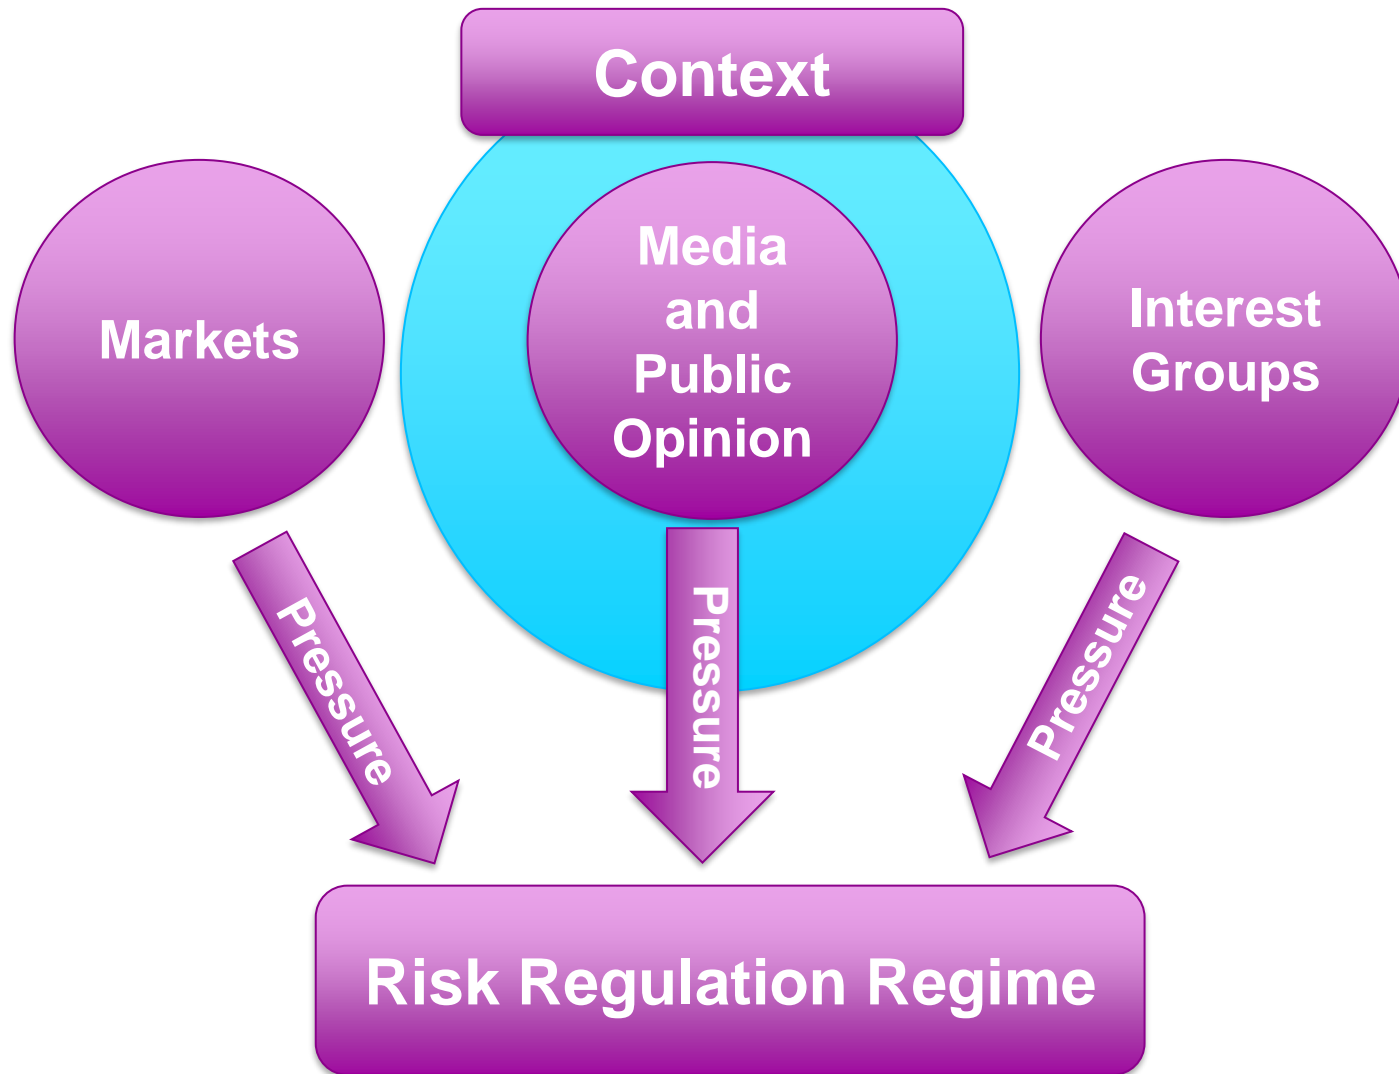 Context
Markets
Media
and
Public
Opinion
Interest
Groups
Pressure
Pressure
Pressure
Risk Regulation Regime